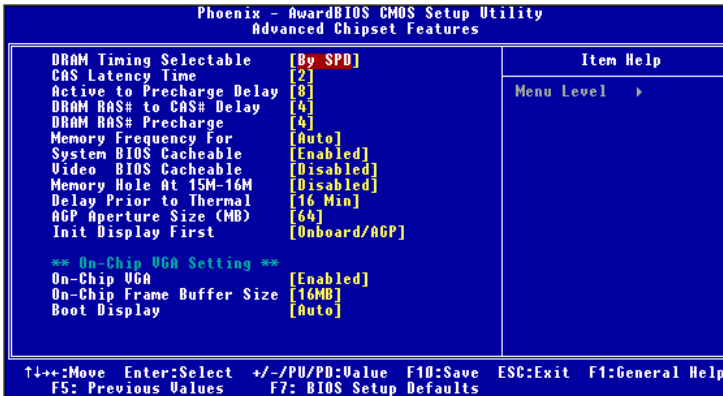 Phoenix - AwardBIOS CMOS Setup Utility
Advanced Chipset Features
DRAM Timing Selectable [By SPD]
CAS Latency Time [2]
Active to Precharge Delay [8]
DRAM RAS# to CAS# Delay [4]
DRAM RAS# Precharge [4]
Memory Frequency For [Auto]
System BIOS Cacheable [Enabled]
Video BIOS Cacheable [Disabled]
Memory Hole At 15M-16M [Disabled]
Delay Prior to Thermal [16 Min]
AGP Aperture Size (MB) [64]
Init Display First [Onboard/AGP]
** On-Chip VGA Setting **
On-Chip VGA [Enabled]
On-Chip Frame Buffer Size [16MB]
Boot Display [Auto]
Item Help
Menu Level ▸
↑↓→←:Move Enter:Select +/-/PU/PD:Value F10:Save ESC:Exit F1:General Help
F5: Previous Values F7: BIOS Setup Defaults